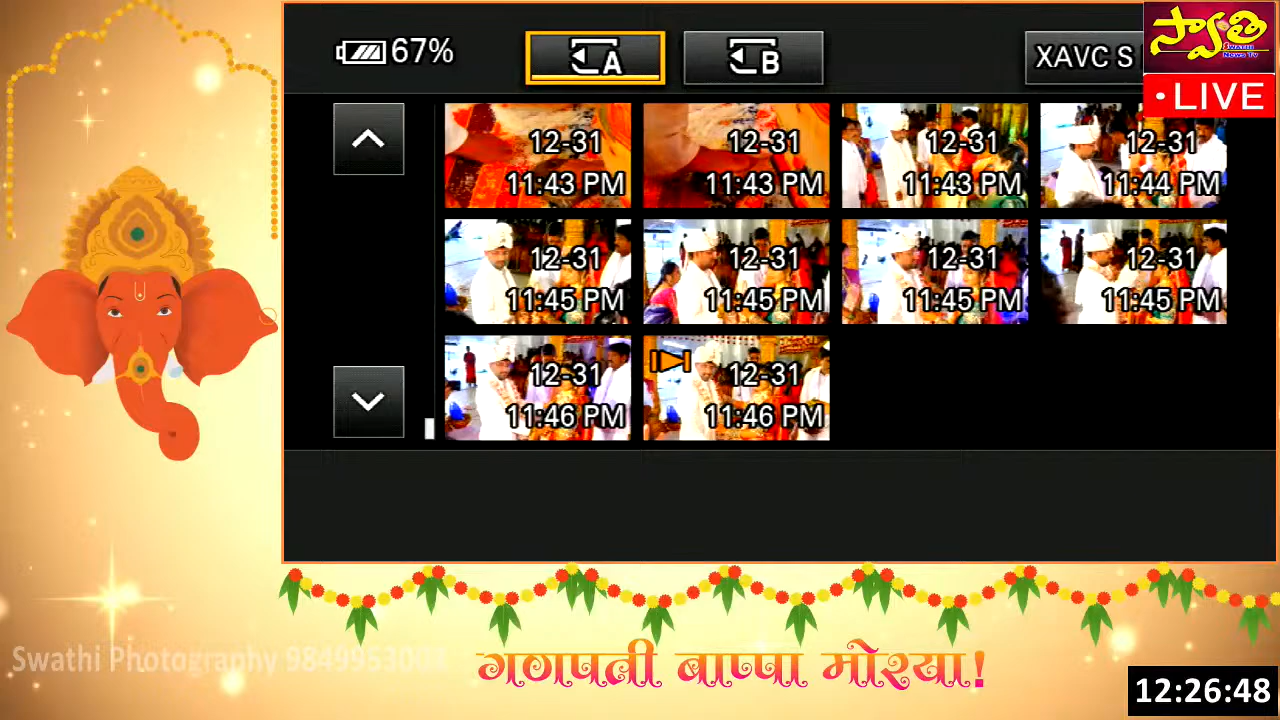 67%
A
B
XAVC S
స్వాతి
SWATHI
News Tv
• LIVE
12-31
11:43 PM
12-31
11:43 PM
12-31
11:43 PM
12-31
11:44 PM
12-31
11:45 PM
12-31
11:45 PM
12-31
11:45 PM
12-31
11:45 PM
12-31
11:46 PM
12-31
11:46 PM
Swathi Photography
गणपती बाप्पा मोरया!
12:26:48